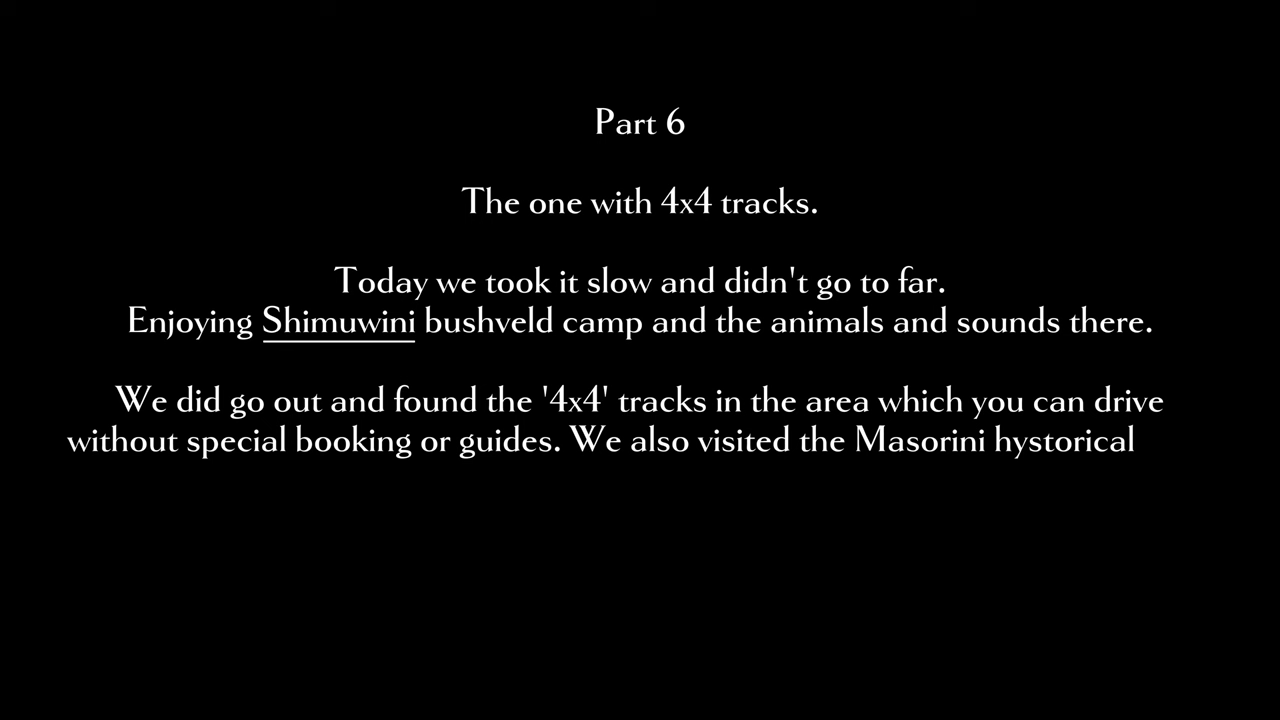 Part 6
The one with 4x4 tracks.
Today we took it slow and didn't go to far.
Enjoying Shimuwini bushveld camp and the animals and sounds there.
We did go out and found the '4x4' tracks in the area which you can drive
without special booking or guides. We also visited the Masorini hystorical